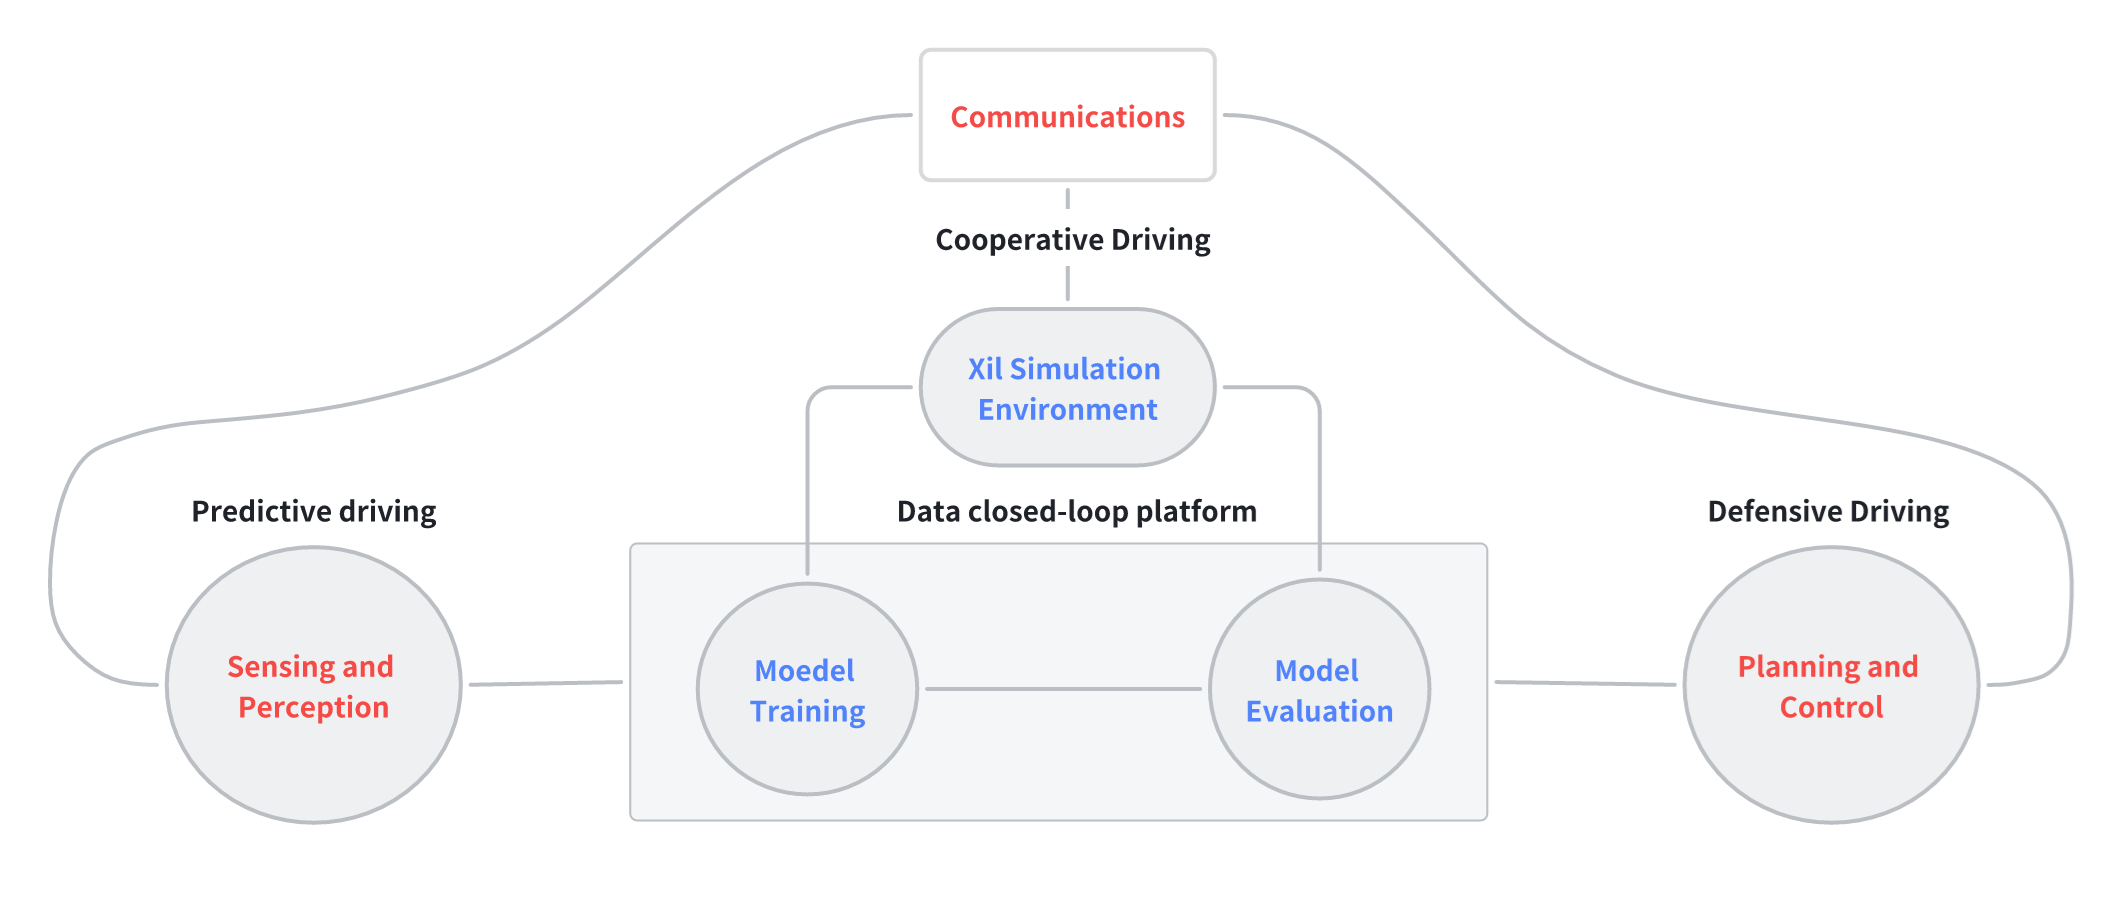 Communications
Cooperative Driving
Xil Simulation
Environment
Predictive driving
Data closed-loop platform
Defensive Driving
Sensing and
Perception
Moedel
Training
Model
Evaluation
Planning and
Control